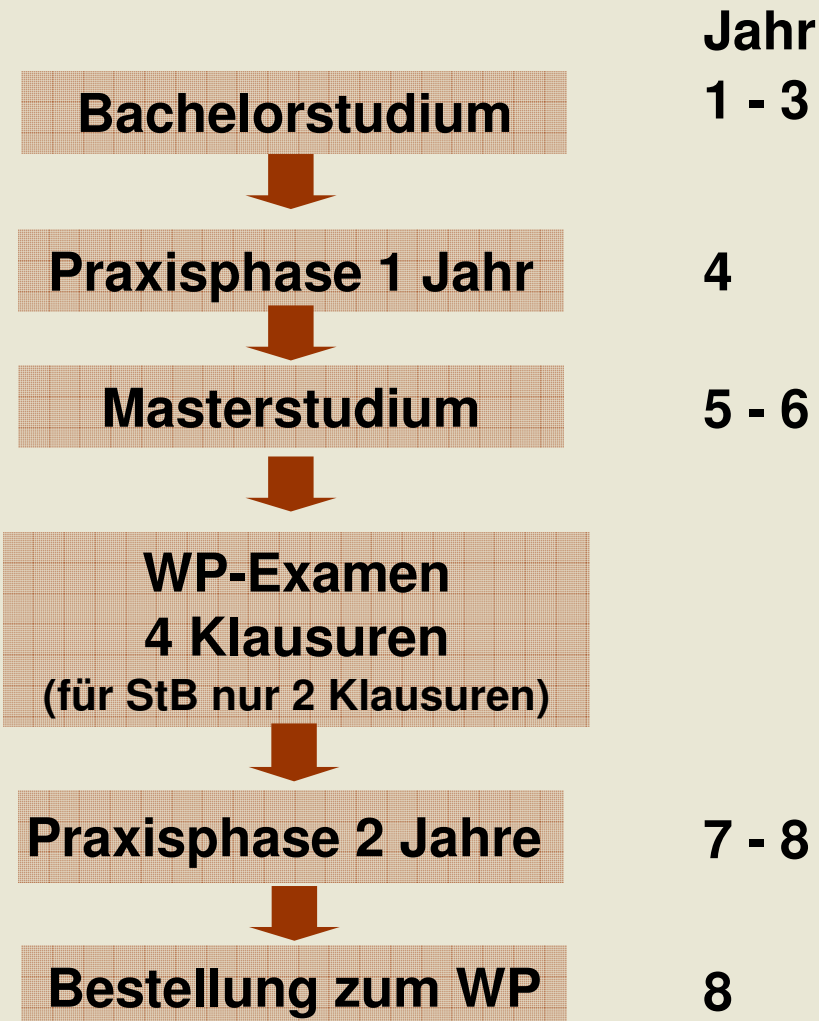 Jahr
Bachelorstudium 1 - 3
Praxisphase 1 Jahr 4
Masterstudium 5 - 6
WP-Examen
4 Klausuren
(für StB nur 2 Klausuren)
Praxisphase 2 Jahre 7 - 8
Bestellung zum WP 8